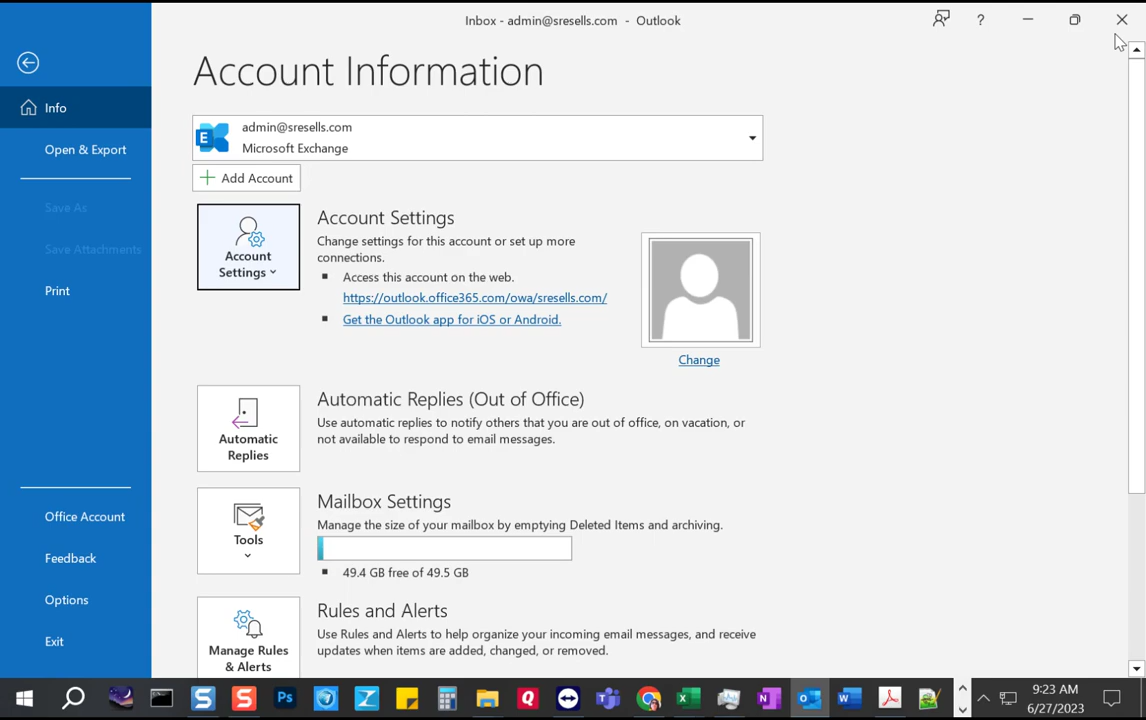 Inbox - admin@sresells.com - Outlook
?
Account Information
Info
Open & Export
Save As
Save Attachments
Print
Office Account
Feedback
Options
Exit
E
admin@sresells.com
Microsoft Exchange
Add Account
Account
Settings
Account Settings
Change settings for this account or set up more
connections.
Access this account on the web.
https://outlook.office365.com/owa/sresells.com/
Get the Outlook app for iOS or Android.
Change
Automatic
Replies
Automatic Replies (Out of Office)
Use automatic replies to notify others that you are out of office, on vacation, or
not available to respond to email messages.
Tools
Mailbox Settings
Manage the size of your mailbox by emptying Deleted Items and archiving.
49.4 GB free of 49.5 GB
Manage Rules
& Alerts
Rules and Alerts
Use Rules and Alerts to help organize your incoming email messages, and receive
updates when items are added, changed, or removed.
9:23 AM
6/27/2023